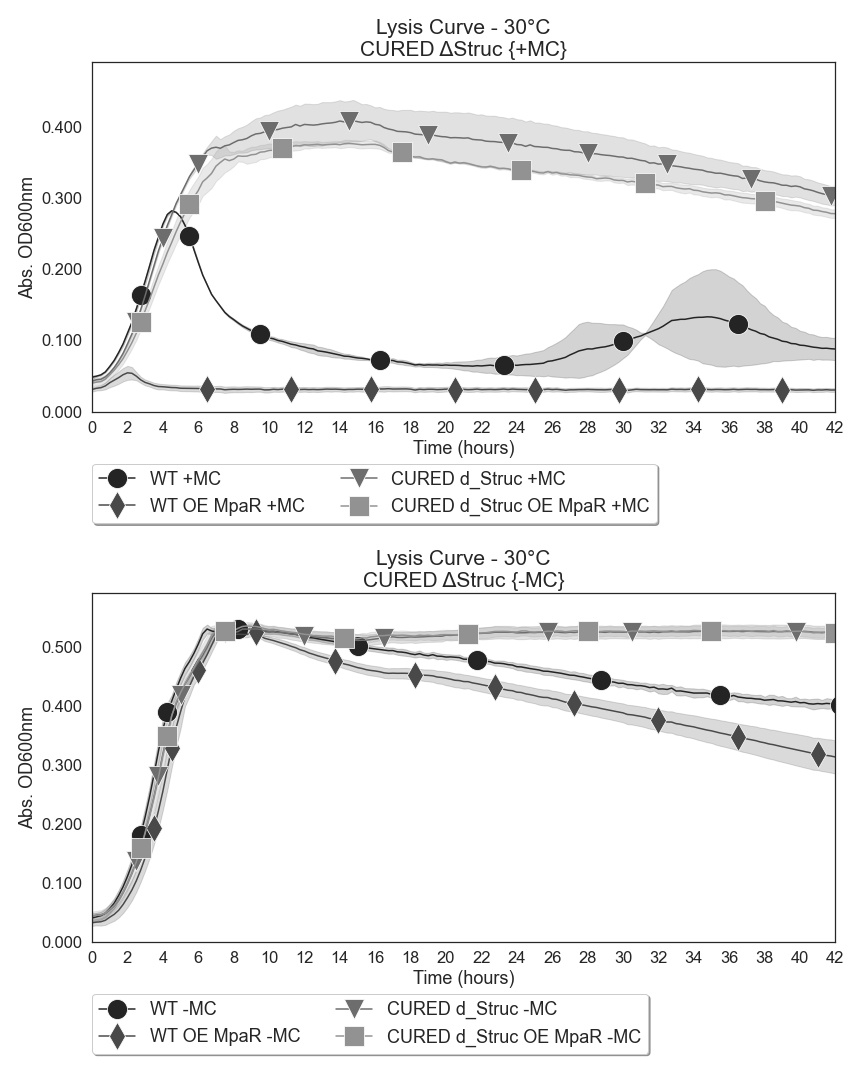 Lysis Curve - 30°C
CURED ΔStruc {+MC}
Abs. OD600nm
0.400
0.300
0.200
0.100
0.000
0 2 4 6 8 10 12 14 16 18 20 22 24 26 28 30 32 34 36 38 40 42
Time (hours)
WT +MC CURED d_Struc +MC
WT OE MpaR +MC CURED d_Struc OE MpaR +MC
Lysis Curve - 30°C
CURED ΔStruc {-MC}
Abs. OD600nm
0.500
0.400
0.300
0.200
0.100
0.000
0 2 4 6 8 10 12 14 16 18 20 22 24 26 28 30 32 34 36 38 40 42
Time (hours)
WT -MC CURED d_Struc -MC
WT OE MpaR -MC CURED d_Struc OE MpaR -MC